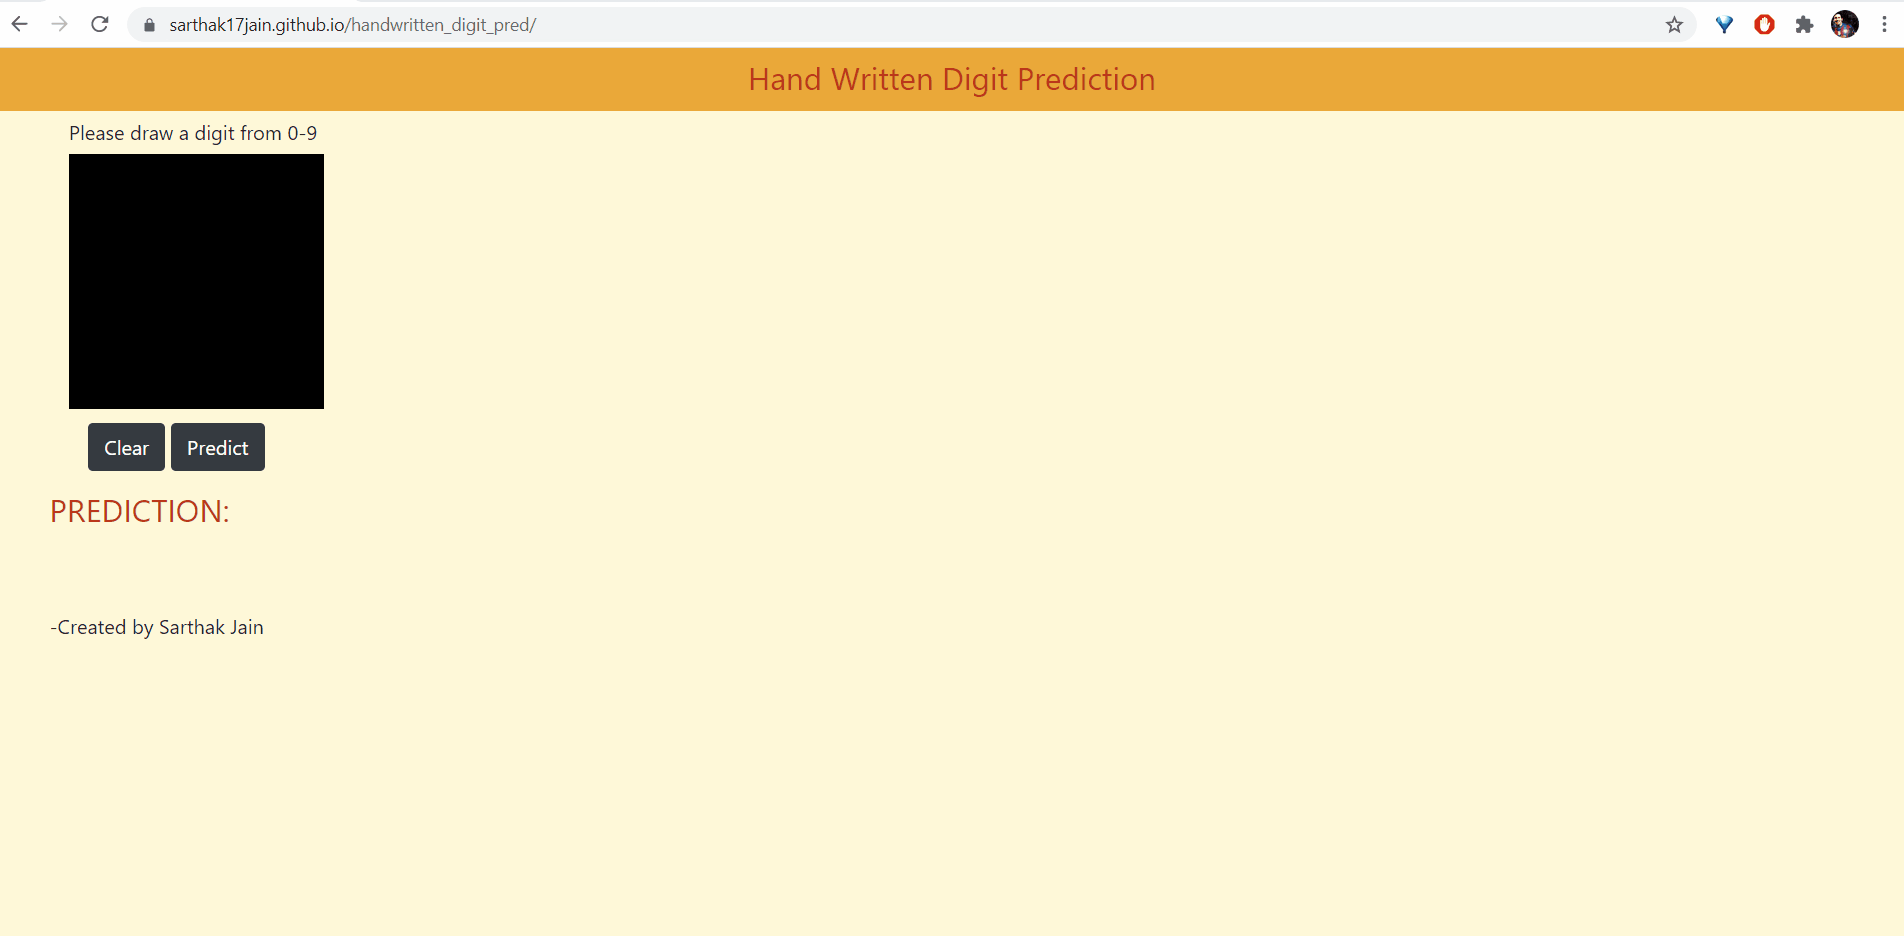 sarthak17jain.github.io/handwritten_digit_pred/
Hand Written Digit Prediction
Please draw a digit from 0-9
Clear Predict
PREDICTION:
-Created by Sarthak Jain